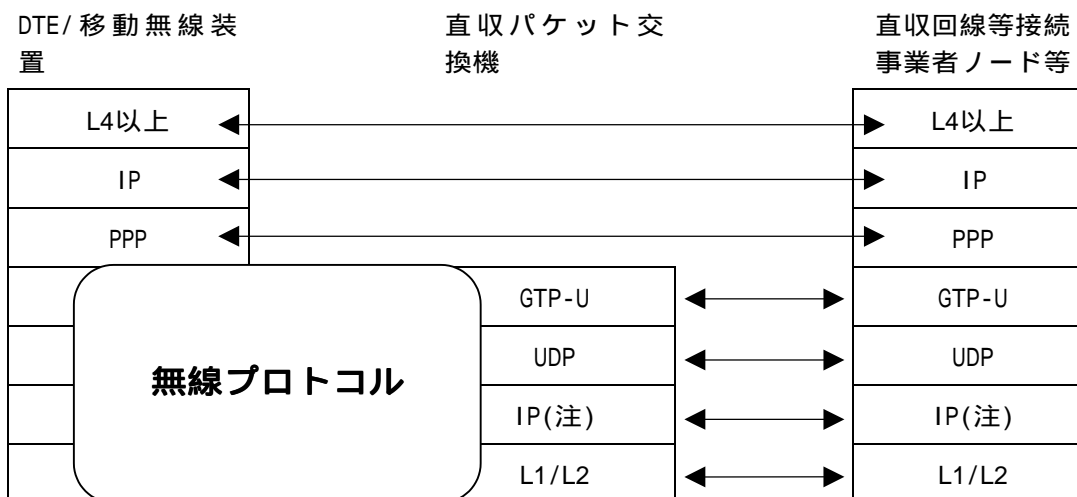 DTE/移動無線装
置
直収パケット交
換機
直収回線等接続
事業者ノード等
L4以上
L4以上
IP
IP
PPP
PPP
GTP-U
GTP-U
UDP
UDP
無線プロトコル
IP(注)
IP(注)
L1/L2
L1/L2